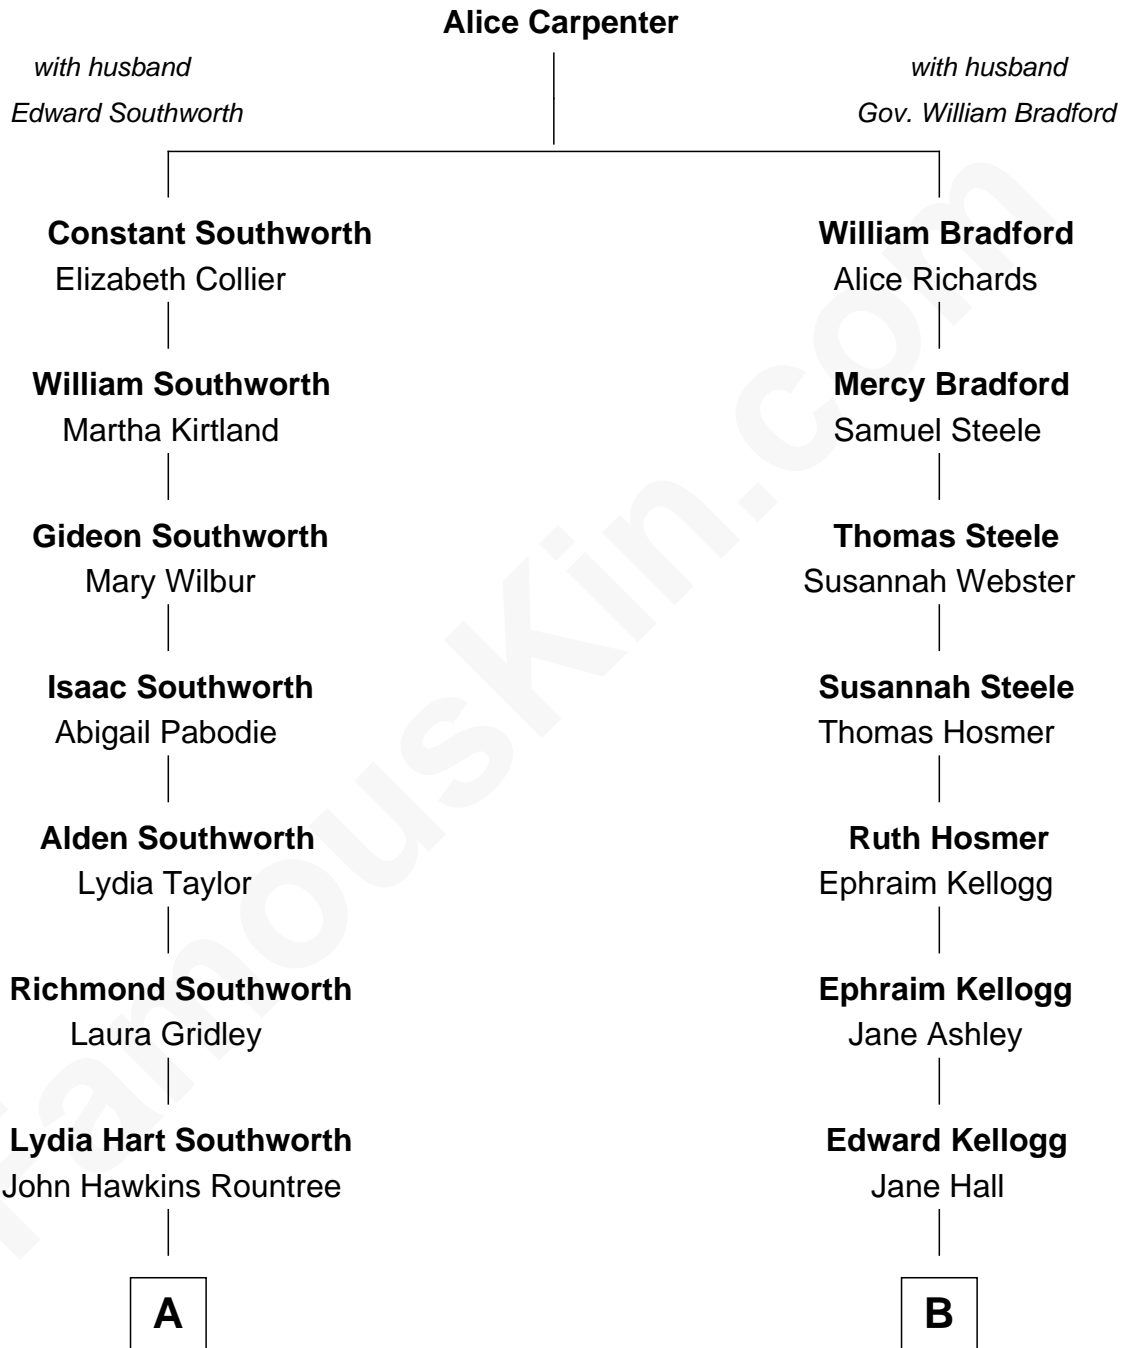 Alice Carpenter
with husband
Edward Southworth
with husband
Gov. William Bradford
Constant Southworth
Elizabeth Collier
William Southworth
Martha Kirtland
Gideon Southworth
Mary Wilbur
Isaac Southworth
Abigail Pabodie
Alden Southworth
Lydia Taylor
Richmond Southworth
Laura Gridley
Lydia Hart Southworth
John Hawkins Rountree
A
William Bradford
Alice Richards
Mercy Bradford
Samuel Steele
Thomas Steele
Susannah Webster
Susannah Steele
Thomas Hosmer
Ruth Hosmer
Ephraim Kellogg
Ephraim Kellogg
Jane Ashley
Edward Kellogg
Jane Hall
B
FamousKin.com